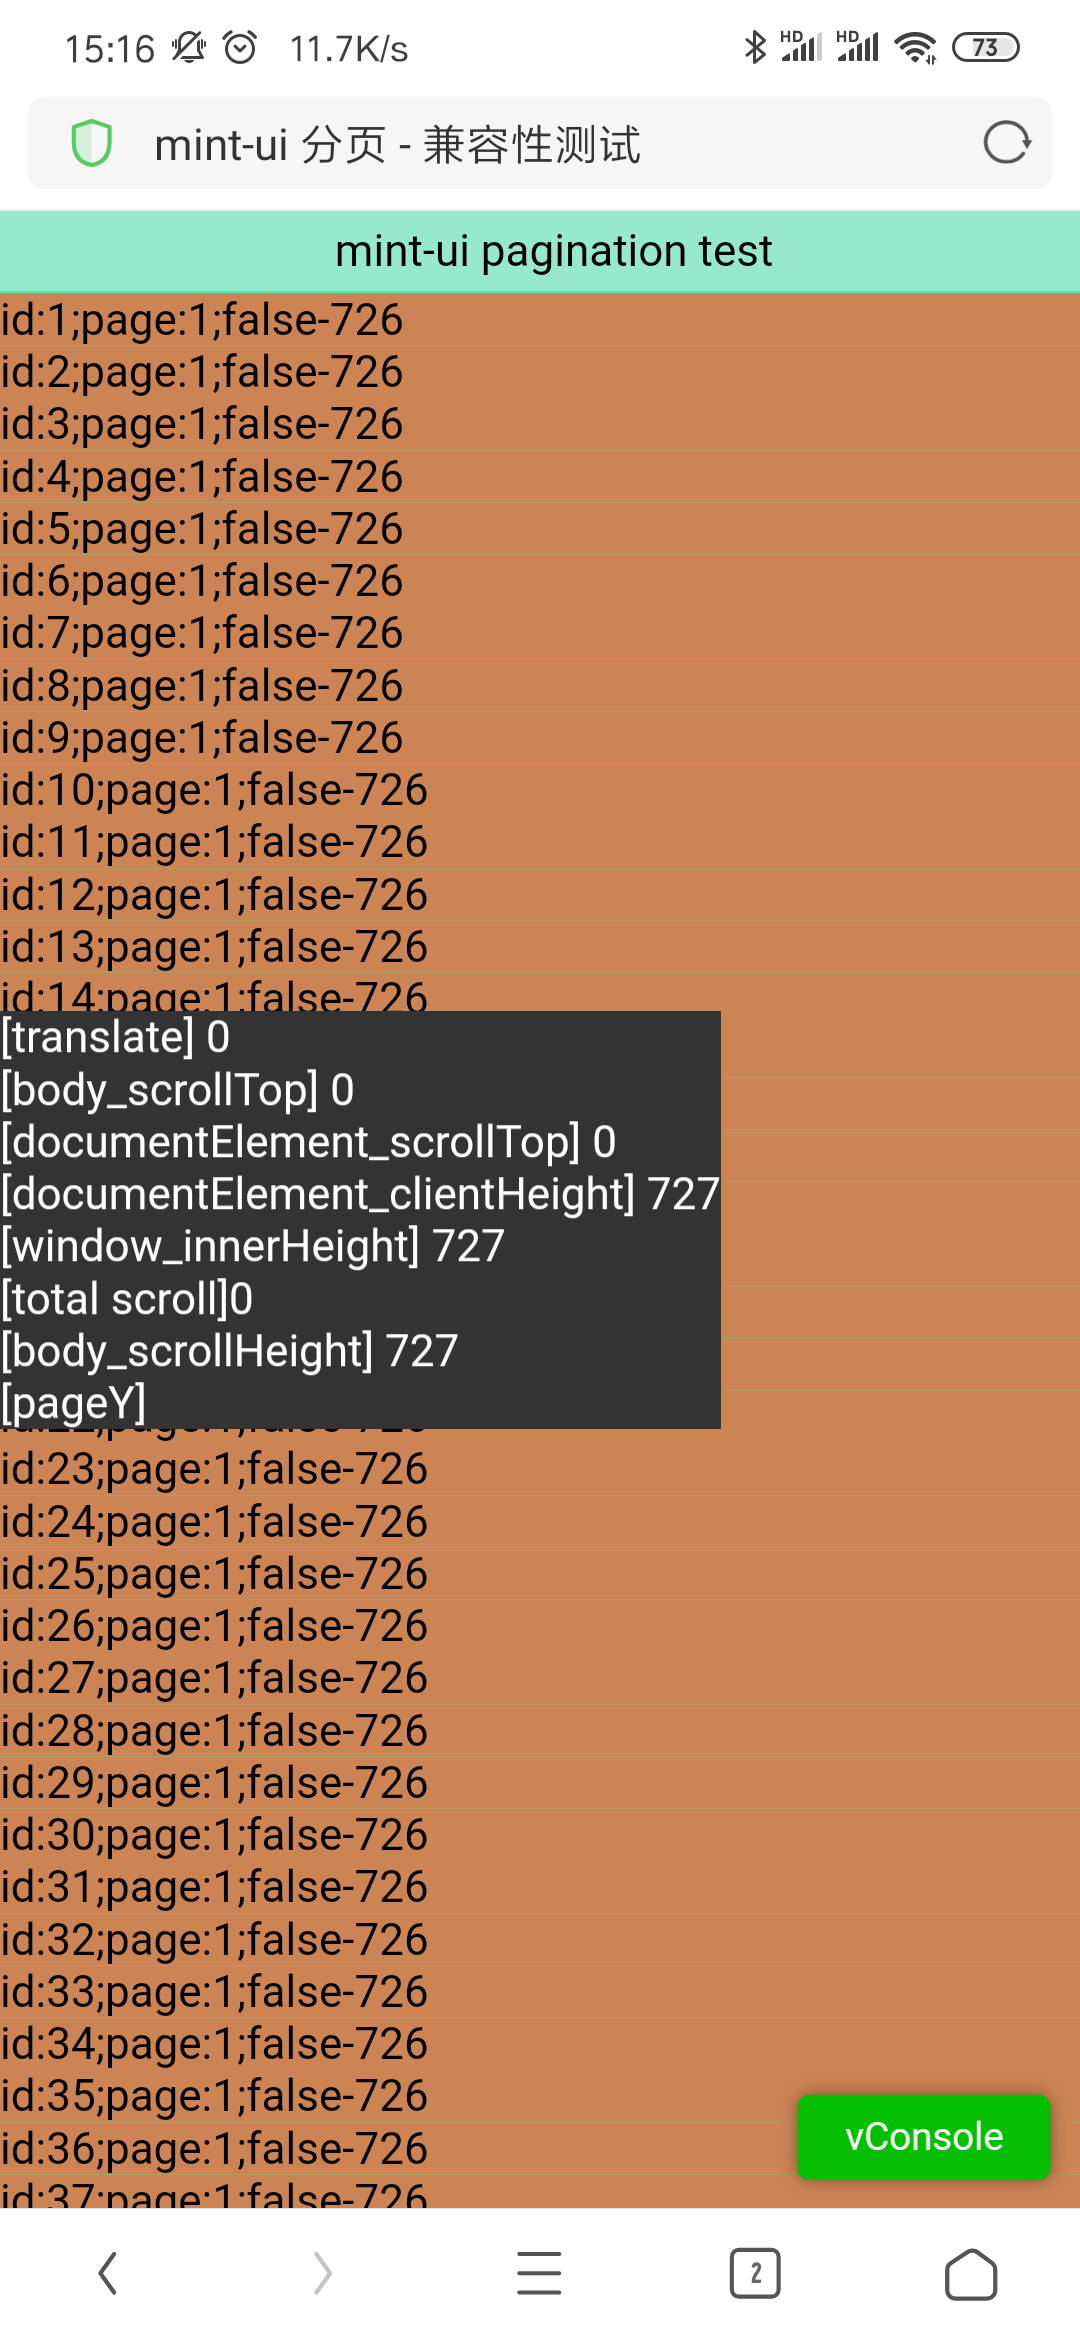 15:16 11.7K/s HD HD 73
mint-ui 分页 - 兼容性测试
mint-ui pagination test
id:1;page:1;false-726
id:2;page:1;false-726
id:3;page:1;false-726
id:4;page:1;false-726
id:5;page:1;false-726
id:6;page:1;false-726
id:7;page:1;false-726
id:8;page:1;false-726
id:9;page:1;false-726
id:10;page:1;false-726
id:11;page:1;false-726
id:12;page:1;false-726
id:13;page:1;false-726
id:14;page:1;false-726
[translate] 0
[body_scrollTop] 0
[documentElement_scrollTop] 0
[documentElement_clientHeight] 727
[window_innerHeight] 727
[total scroll]0
[body_scrollHeight] 727
[pageY]
id:23;page:1;false-726
id:24;page:1;false-726
id:25;page:1;false-726
id:26;page:1;false-726
id:27;page:1;false-726
id:28;page:1;false-726
id:29;page:1;false-726
id:30;page:1;false-726
id:31;page:1;false-726
id:32;page:1;false-726
id:33;page:1;false-726
id:34;page:1;false-726
id:35;page:1;false-726
id:36;page:1;false-726
vConsole
id:37;page:1;false-726
2